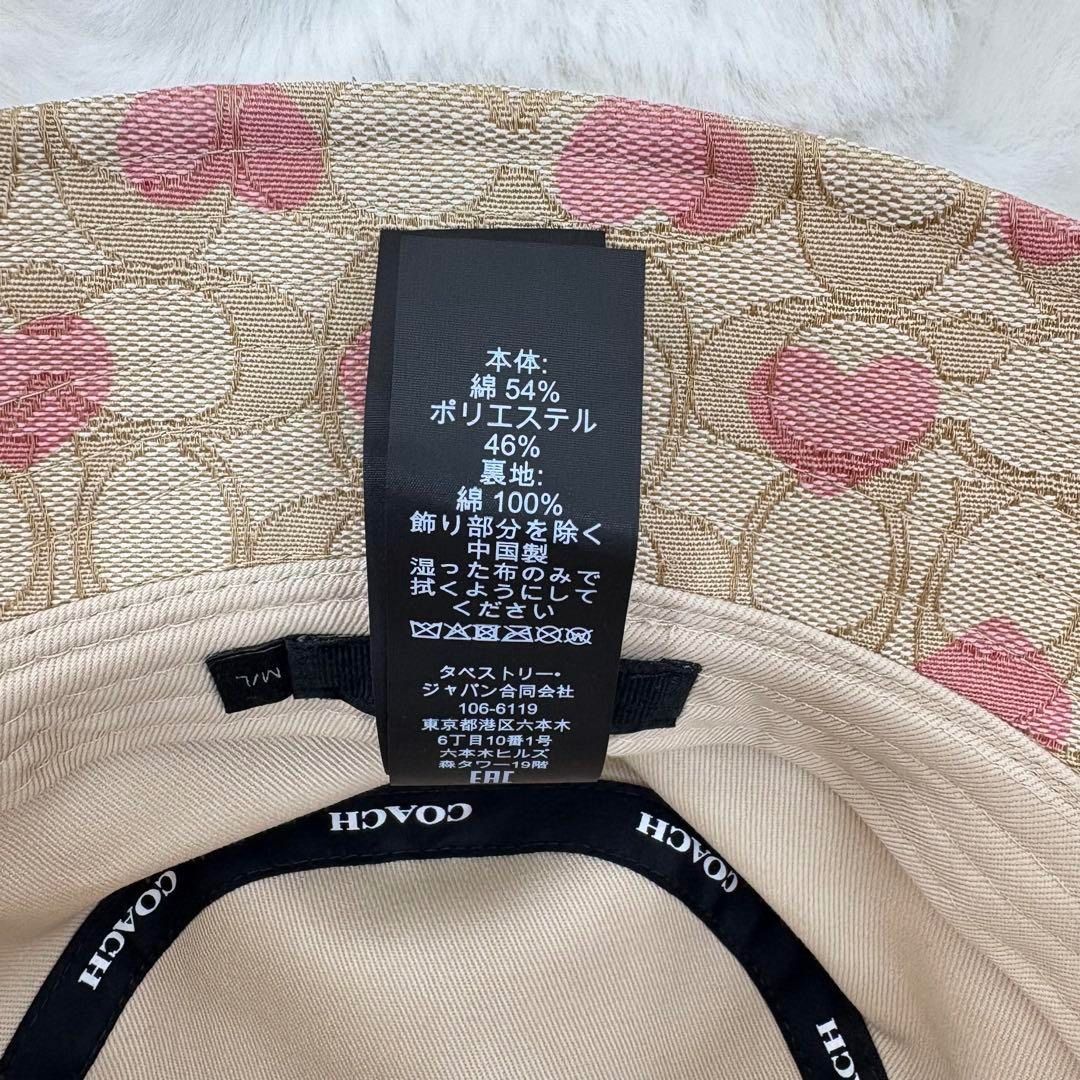 本体:
綿 54%
ポリエステル
46%
裏地:
綿 100%
飾り部分を除く
中国製
湿った布のみで
拭くようにして
ください
タペストリー・
ジャパン合同会社
106-6119
東京都港区六本木
6丁目10番1号
六本木ヒルズ
森タワー19階
EAC
M/L
COACH
COACH
COACH
COACH
COACH